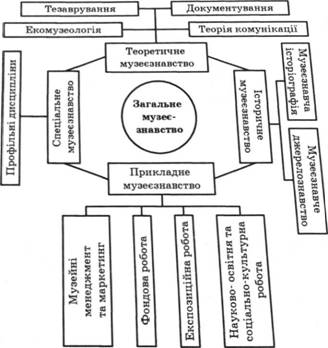 Тезаврування
Документування
Екомузеологія
Теорія комунікації
Теоретичне
музеєзнавство
Профільні дисципліни
Спеціальне
музеєзнавство
Загальне
музеє-
знавство
Історичне
музеєзнавство
Музеєзнавча
історіографія
Музеєзнавче
джерелознавство
Прикладне
музеєзнавство
Музейні
менеджмент
та маркетинг
Фондова робота
Експозиційна робота
Науково- освітня та
соціально-культурна
робота